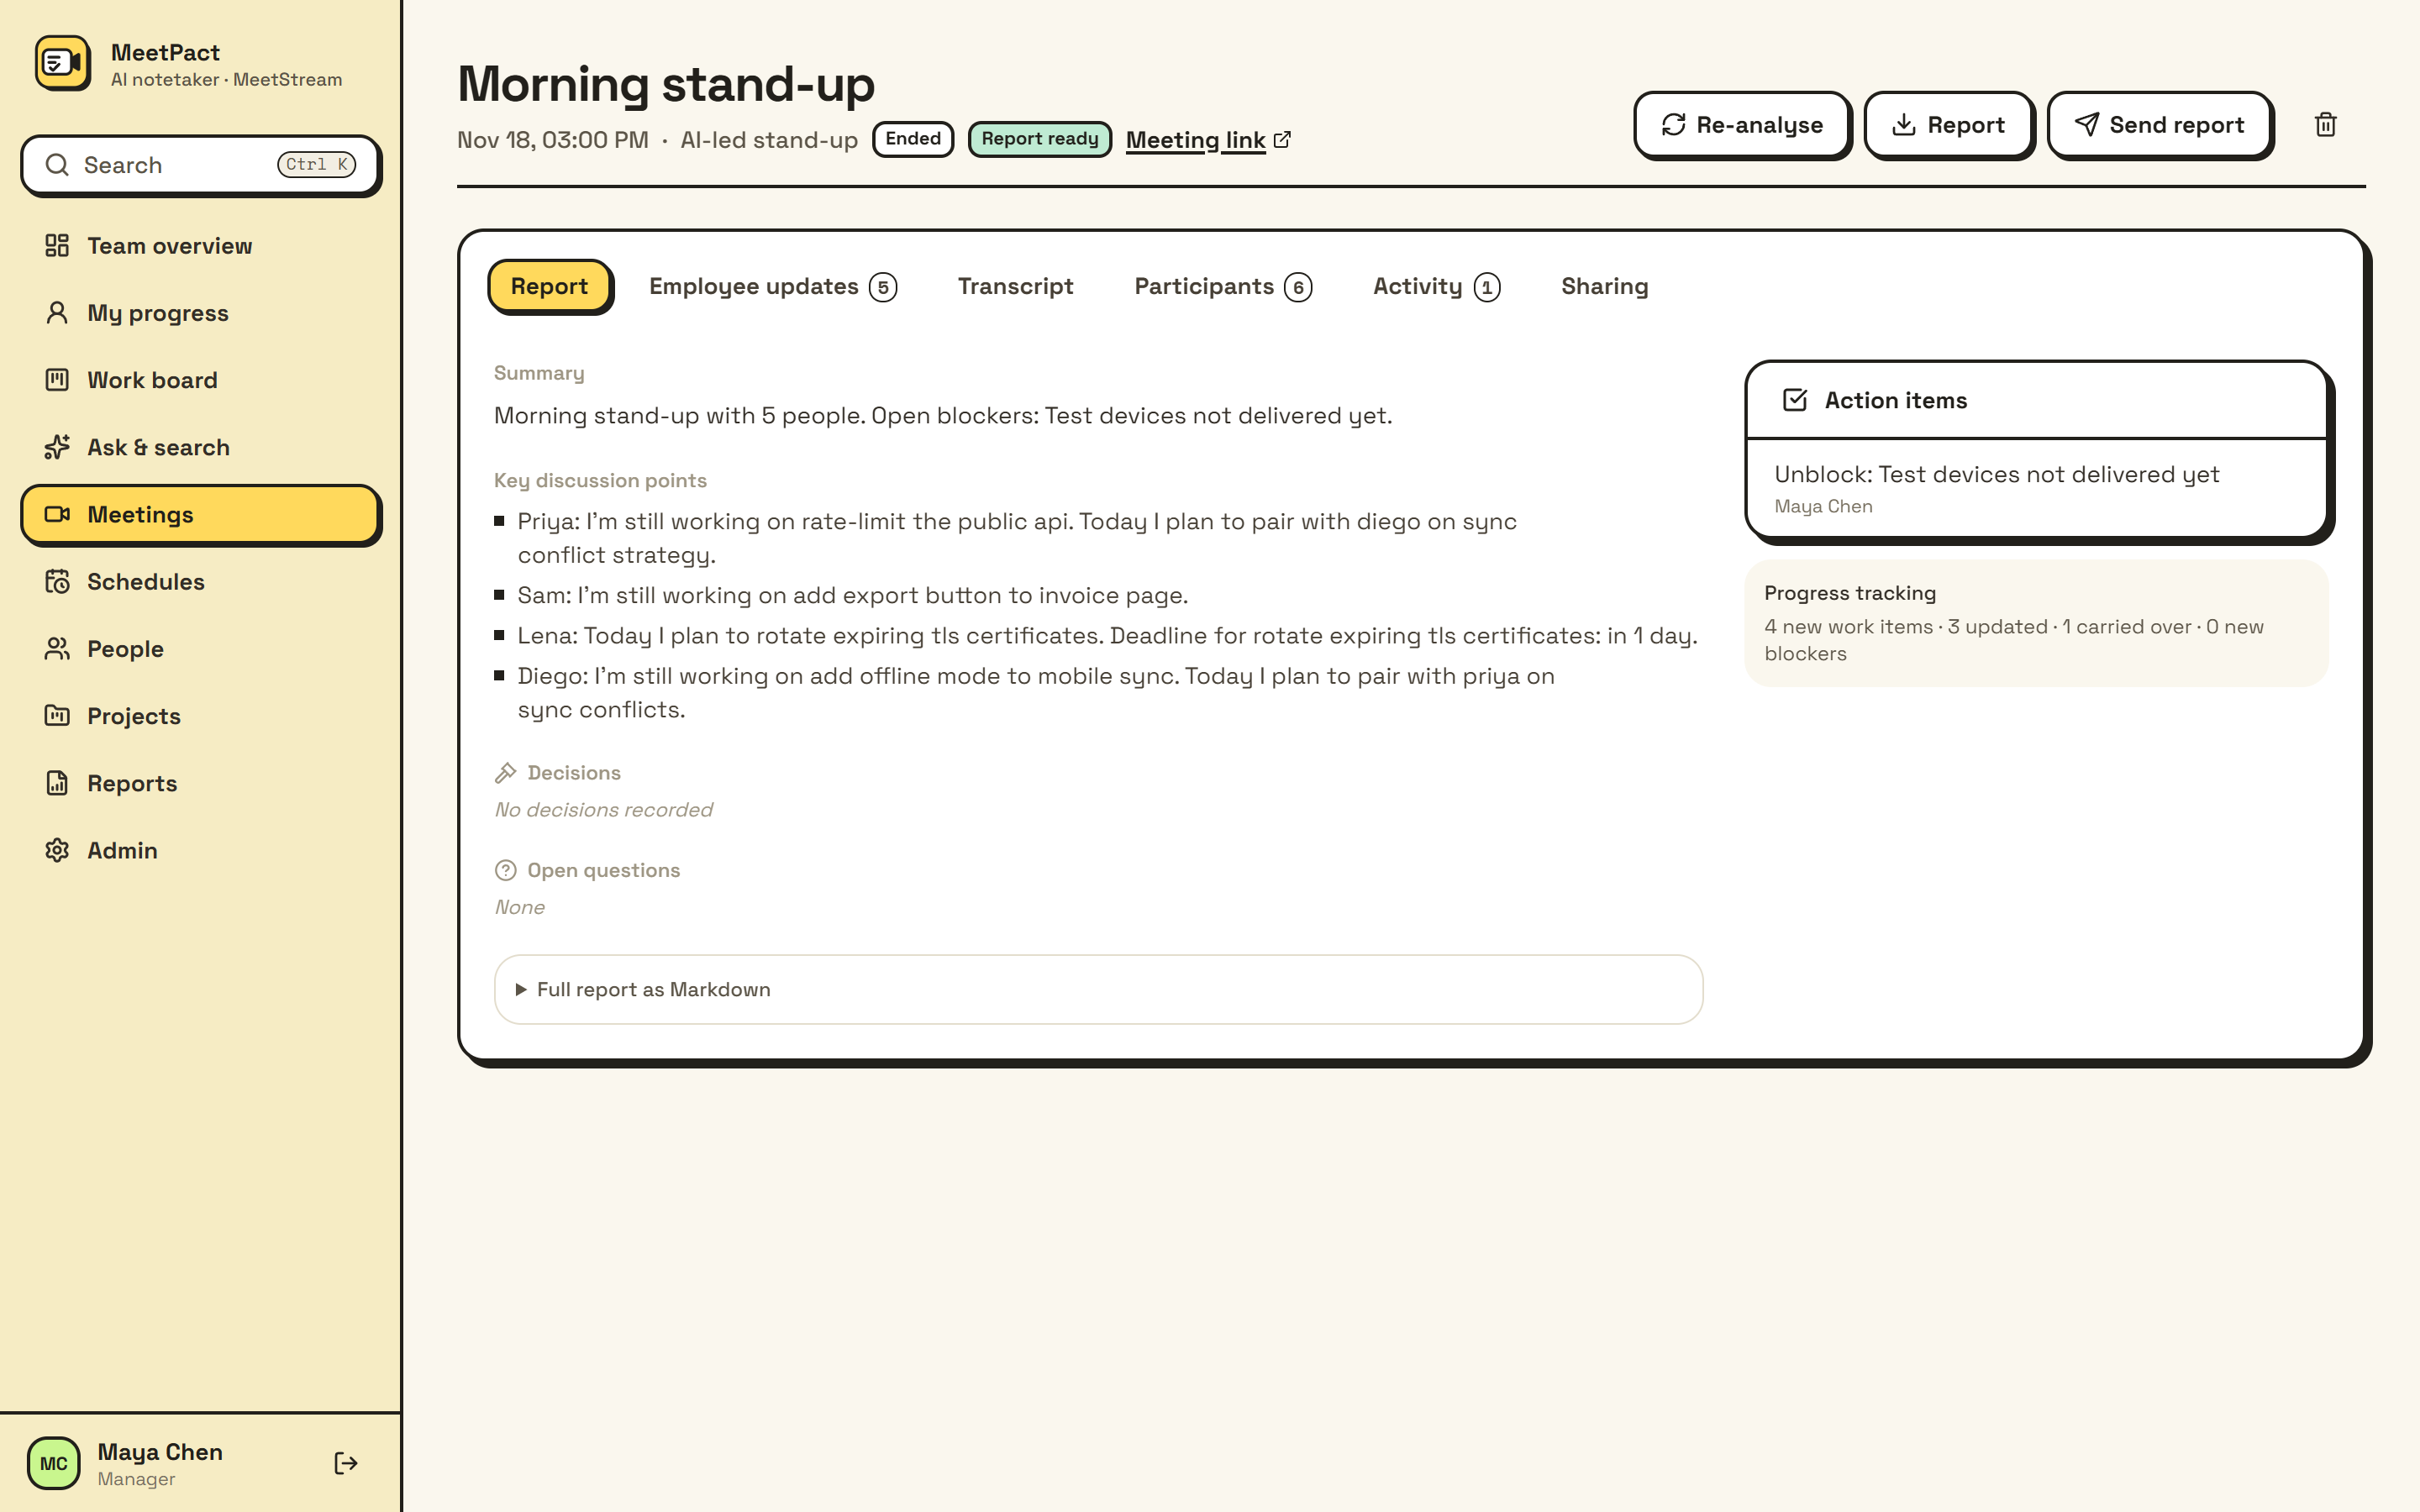 MeetPact
AI notetaker · MeetStream
Search
Ctrl K
Team overview
My progress
Work board
Ask & search
Meetings
Schedules
People
Projects
Reports
Admin
MC
Maya Chen
Manager
Morning stand-up
Nov 18, 03:00 PM · AI-led stand-up Ended Report ready Meeting link
Re-analyse Report Send report
Report Employee updates 5 Transcript Participants 6 Activity 1 Sharing
Summary
Morning stand-up with 5 people. Open blockers: Test devices not delivered yet.
Key discussion points
Priya: I'm still working on rate-limit the public api. Today I plan to pair with diego on sync
conflict strategy.
Sam: I'm still working on add export button to invoice page.
Lena: Today I plan to rotate expiring tls certificates. Deadline for rotate expiring tls certificates: in 1 day.
Diego: I'm still working on add offline mode to mobile sync. Today I plan to pair with priya on
sync conflicts.
Decisions
No decisions recorded
Open questions
None
Full report as Markdown
Action items
Unblock: Test devices not delivered yet
Maya Chen
Progress tracking
4 new work items · 3 updated · 1 carried over · 0 new
blockers